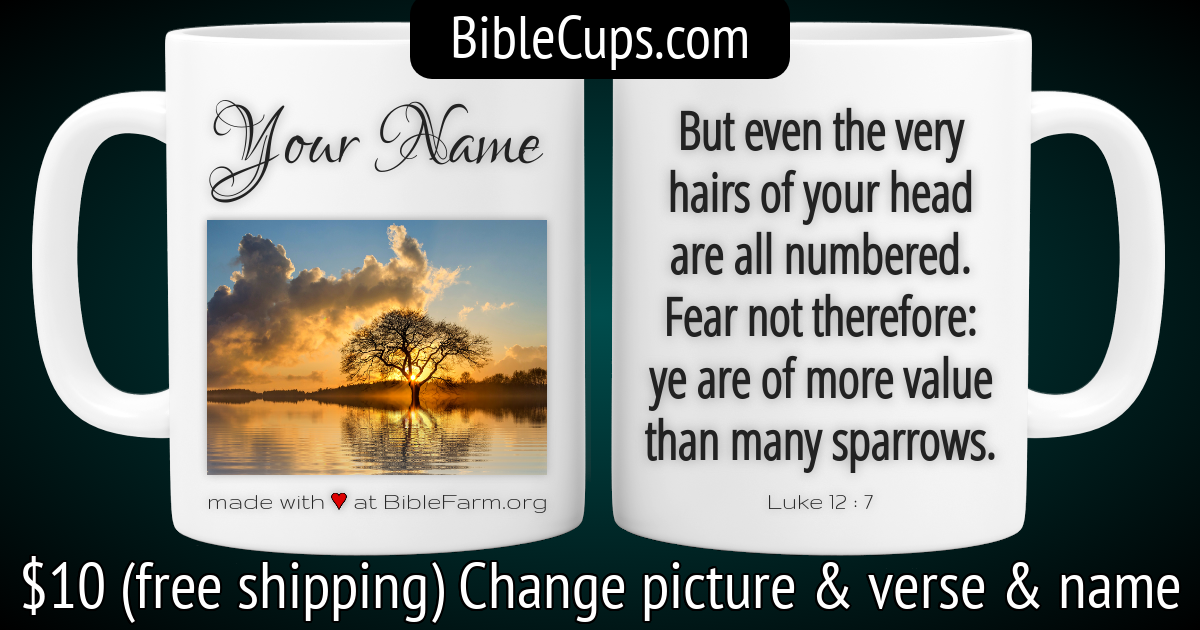 BibleCups.com
Your Name
made with ♥ at BibleFarm.org
But even the very
hairs of your head
are all numbered.
Fear not therefore:
ye are of more value
than many sparrows.
Luke 12 : 7
$10 (free shipping) Change picture & verse & name